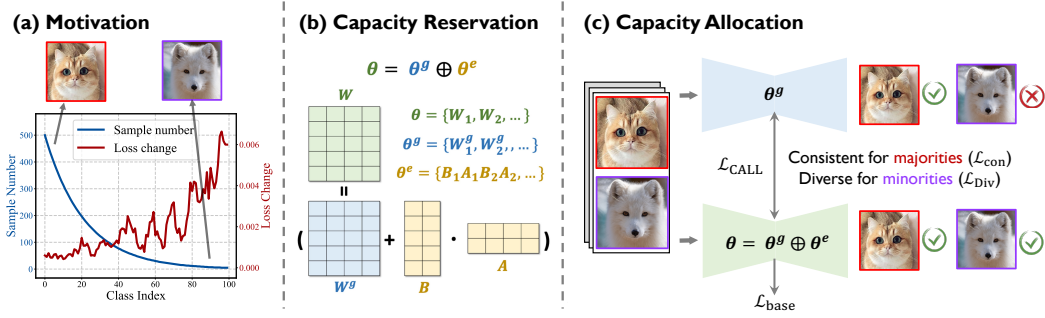 (a) Motivation
Sample number
Loss change
500
400
300
200
100
0
0.006
0.004
0.002
0.000
0
20
40
60
80
100
Sample Number
Loss Change
Class Index
(b) Capacity Reservation
θ = θ^g ⊕ θ^e
W
θ = {W_1, W_2, …}
θ^g = {W_1^g, W_2^g, , …}
θ^e = {B_1A_1B_2A_2, …}
=
( + · )
W^g
B
A
(c) Capacity Allocation
θ^g
ℒ_CALL
Consistent for majorities (ℒ_con)
Diverse for minorities (ℒ_Div)
θ = θ^g ⊕ θ^e
ℒ_base